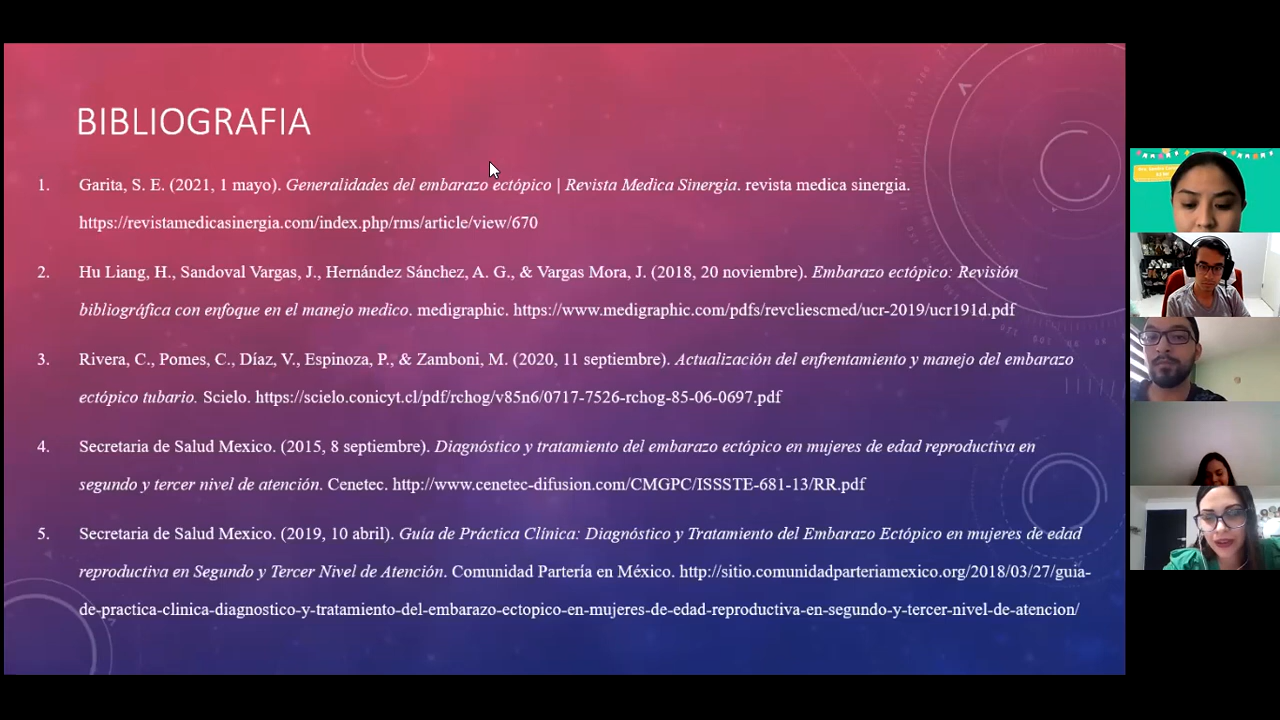 BIBLIOGRAFIA
1. Garita, S. E. (2021, 1 mayo). Generalidades del embarazo ectópico | Revista Medica Sinergia. revista medica sinergia.
https://revistamedicasinergia.com/index.php/rms/article/view/670
2. Hu Liang, H., Sandoval Vargas, J., Hernández Sánchez, A. G., & Vargas Mora, J. (2018, 20 noviembre). Embarazo ectópico: Revisión
bibliográfica con enfoque en el manejo medico. medigraphic. https://www.medigraphic.com/pdfs/revcliescmed/ucr-2019/ucr191d.pdf
3. Rivera, C., Pomes, C., Díaz, V., Espinoza, P., & Zamboni, M. (2020, 11 septiembre). Actualización del enfrentamiento y manejo del embarazo
ectópico tubario. Scielo. https://scielo.conicyt.cl/pdf/rchog/v85n6/0717-7526-rchog-85-06-0697.pdf
4. Secretaria de Salud Mexico. (2015, 8 septiembre). Diagnóstico y tratamiento del embarazo ectópico en mujeres de edad reproductiva en
segundo y tercer nivel de atención. Cenetec. http://www.cenetec-difusion.com/CMGPC/ISSSTE-681-13/RR.pdf
5. Secretaria de Salud Mexico. (2019, 10 abril). Guía de Práctica Clínica: Diagnóstico y Tratamiento del Embarazo Ectópico en mujeres de edad
reproductiva en Segundo y Tercer Nivel de Atención. Comunidad Partería en México. http://sitio.comunidadparteriamexico.org/2018/03/27/guia-
de-practica-clinica-diagnostico-y-tratamiento-del-embarazo-ectopico-en-mujeres-de-edad-reproductiva-en-segundo-y-tercer-nivel-de-atencion/